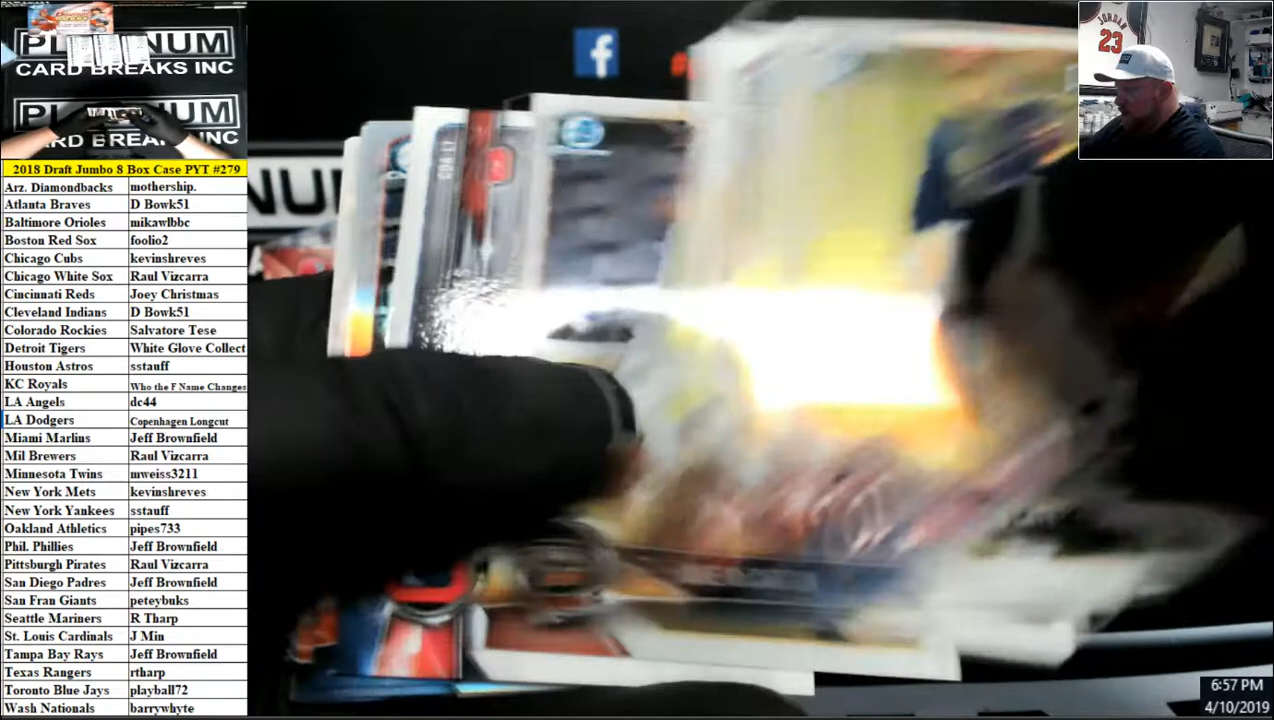 PLATINUM
CARD BREAKS INC
PLATINUM
CARD BREAKS INC
JORDAN
23
2018 Draft Jumbo 8 Box Case PYT #279
Arz. Diamondbacks mothership.
Atlanta Braves D Bowk51
Baltimore Orioles mikawlbbc
Boston Red Sox foolio2
Chicago Cubs kevinshreves
Chicago White Sox Raul Vizcarra
Cincinnati Reds Joey Christmas
Cleveland Indians D Bowk51
Colorado Rockies Salvatore Tese
Detroit Tigers White Glove Collect
Houston Astros sstauff
KC Royals Who the F Name Changes
LA Angels dc44
LA Dodgers Copenhagen Longcut
Miami Marlins Jeff Brownfield
Mil Brewers Raul Vizcarra
Minnesota Twins mweiss3211
New York Mets kevinshreves
New York Yankees sstauff
Oakland Athletics pipes733
Phil. Phillies Jeff Brownfield
Pittsburgh Pirates Raul Vizcarra
San Diego Padres Jeff Brownfield
San Fran Giants peteybuks
Seattle Mariners R Tharp
St. Louis Cardinals J Min
Tampa Bay Rays Jeff Brownfield
Texas Rangers rtharp
Toronto Blue Jays playball72
Wash Nationals barrywhyte
6:57 PM
4/10/2019